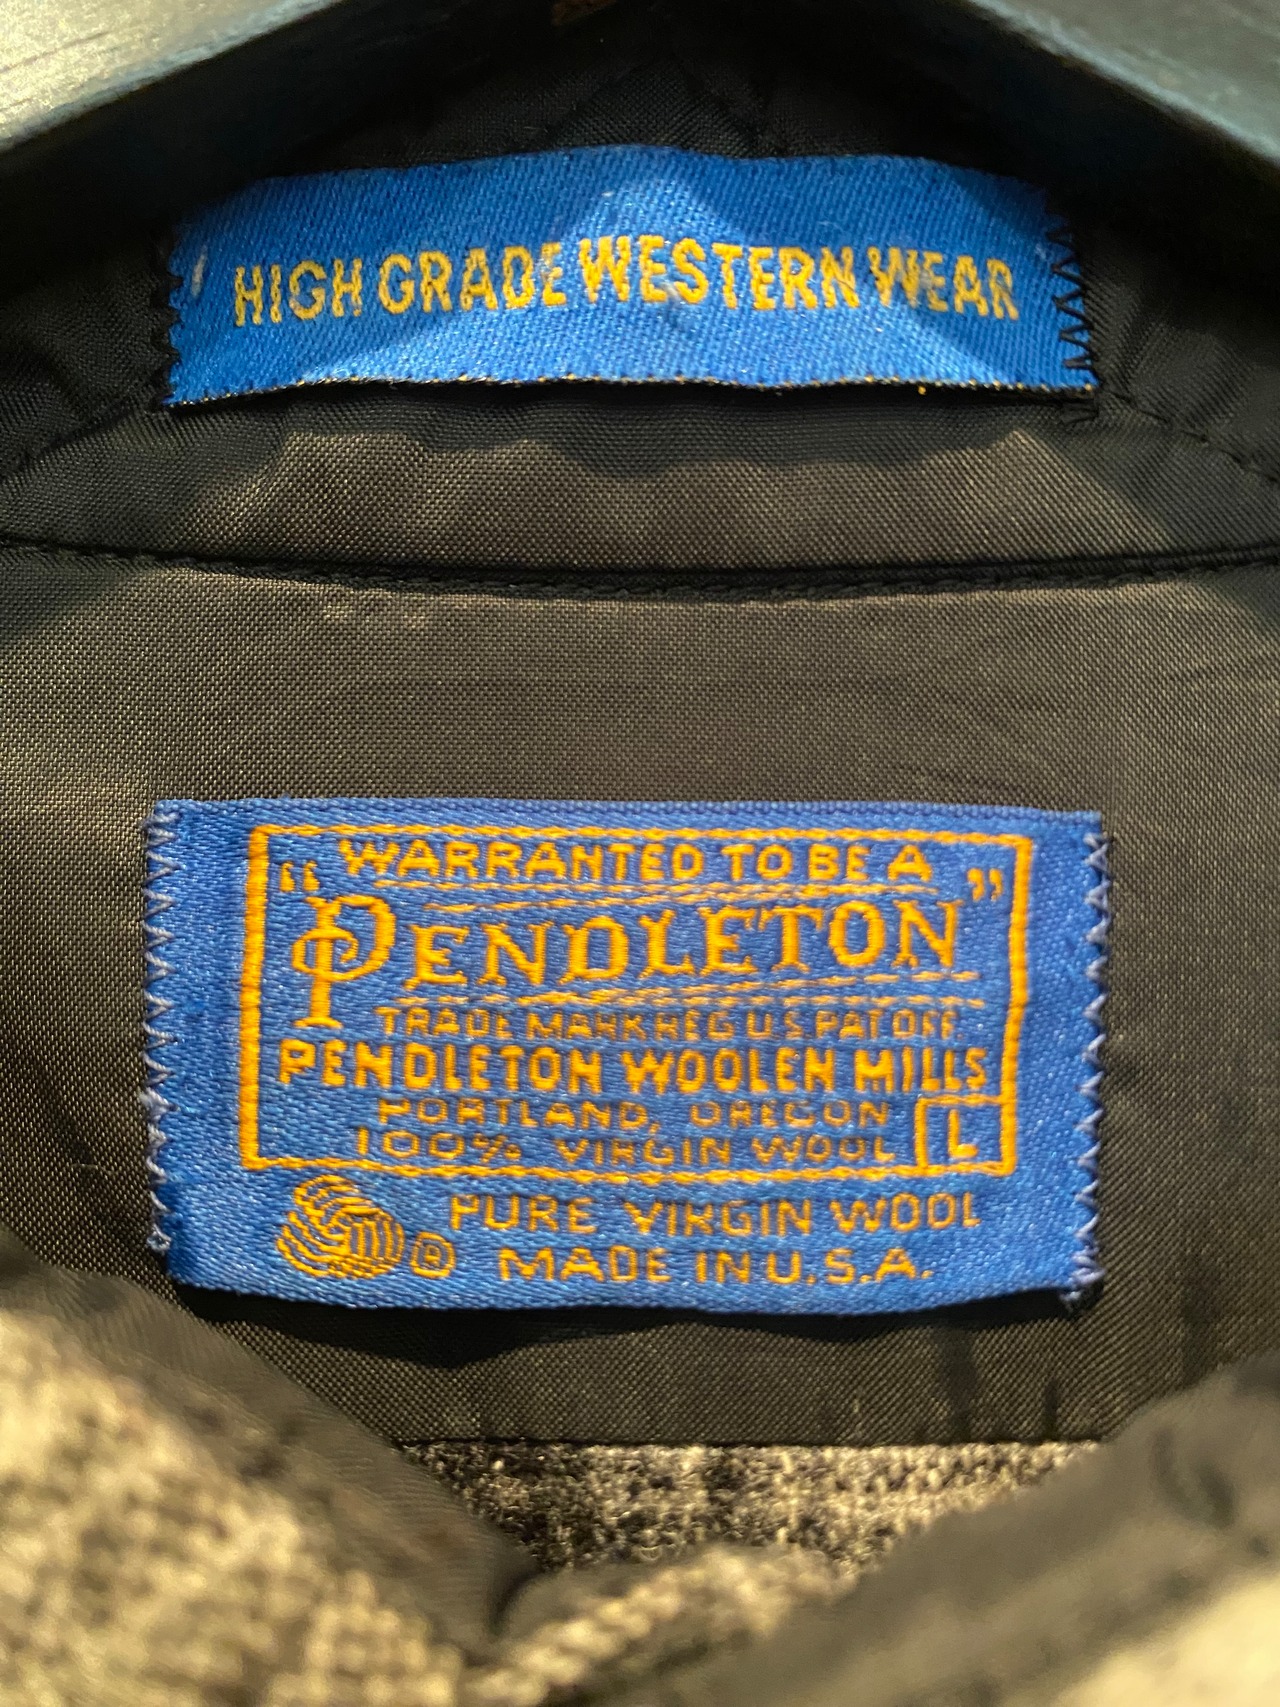 HIGH GRADE WESTERN WEAR
WARRANTED TO BE A
"PENDLETON"
TRADE MARK REG U S PAT OFF.
PENDLETON WOOLEN MILLS
PORTLAND, OREGON
100% VIRGIN WOOL L
PURE VIRGIN WOOL
® MADE IN U.S.A.